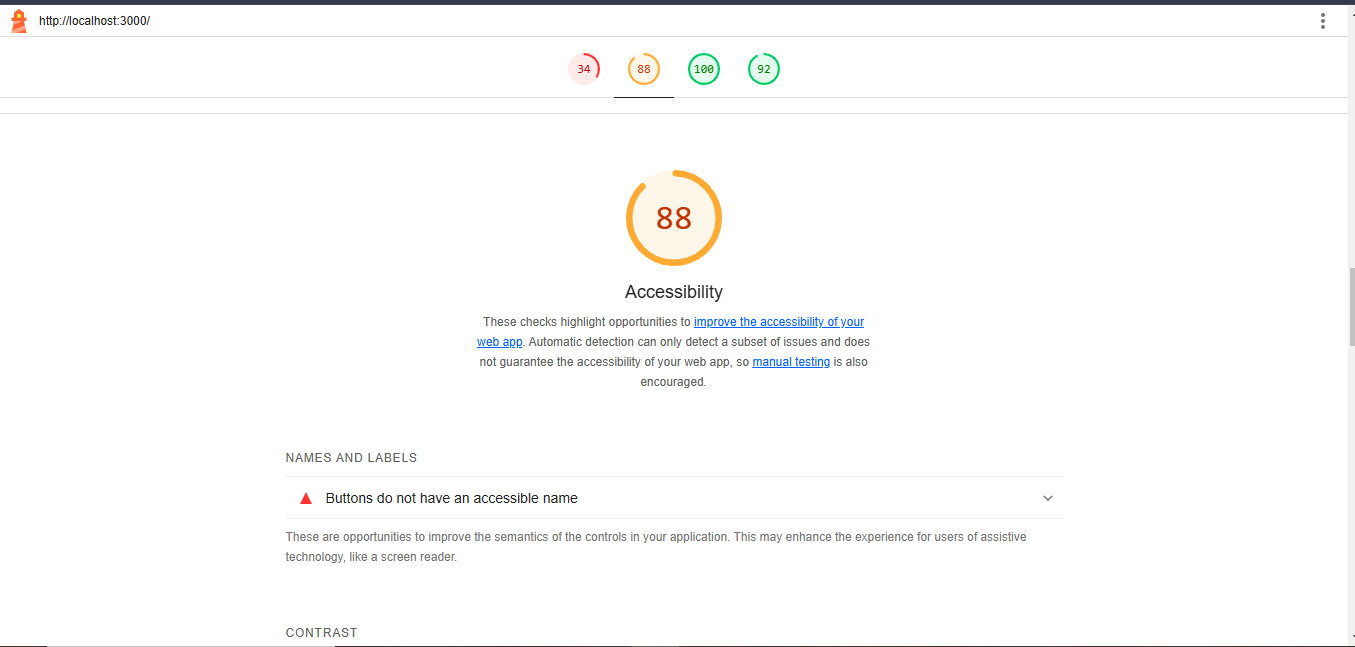 http://localhost:3000/
34 88 100 92
88
Accessibility
These checks highlight opportunities to improve the accessibility of your
web app. Automatic detection can only detect a subset of issues and does
not guarantee the accessibility of your web app, so manual testing is also
encouraged.
NAMES AND LABELS
Buttons do not have an accessible name
These are opportunities to improve the semantics of the controls in your application. This may enhance the experience for users of assistive
technology, like a screen reader.
CONTRAST